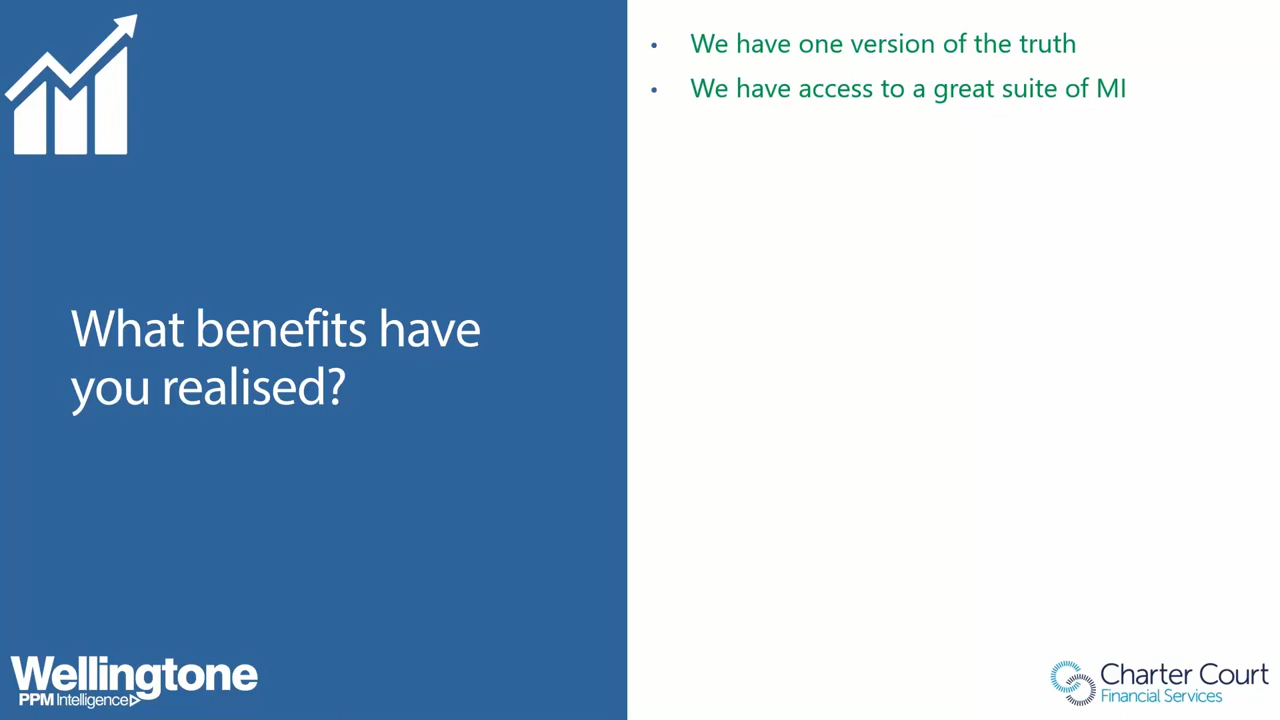 We have one version of the truth
We have access to a great suite of MI
What benefits have
you realised?
Wellingtone
PPM Intelligence
Charter Court
Financial Services